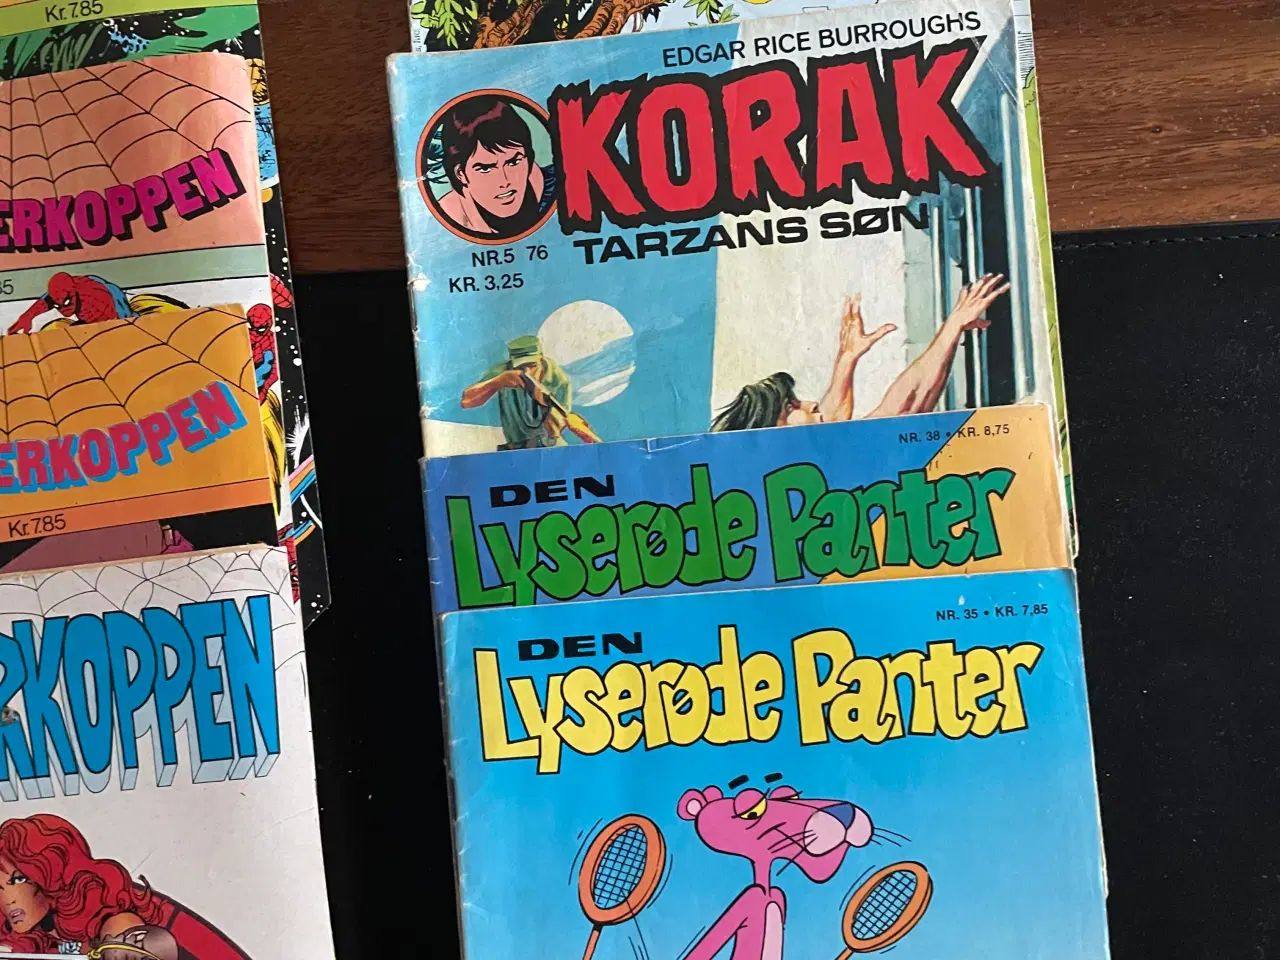 Kr.7.85
ERKOPPEN
85
ERKOPPEN
Kr.7.85
RKOPPEN
EDGAR RICE BURROUGHS
KORAK
TARZANS SØN
NR.5 76
KR. 3,25
NR. 38 • KR. 8,75
DEN
Lyserøde Panter
NR. 35 • KR. 7,85
DEN
Lyserøde Panter